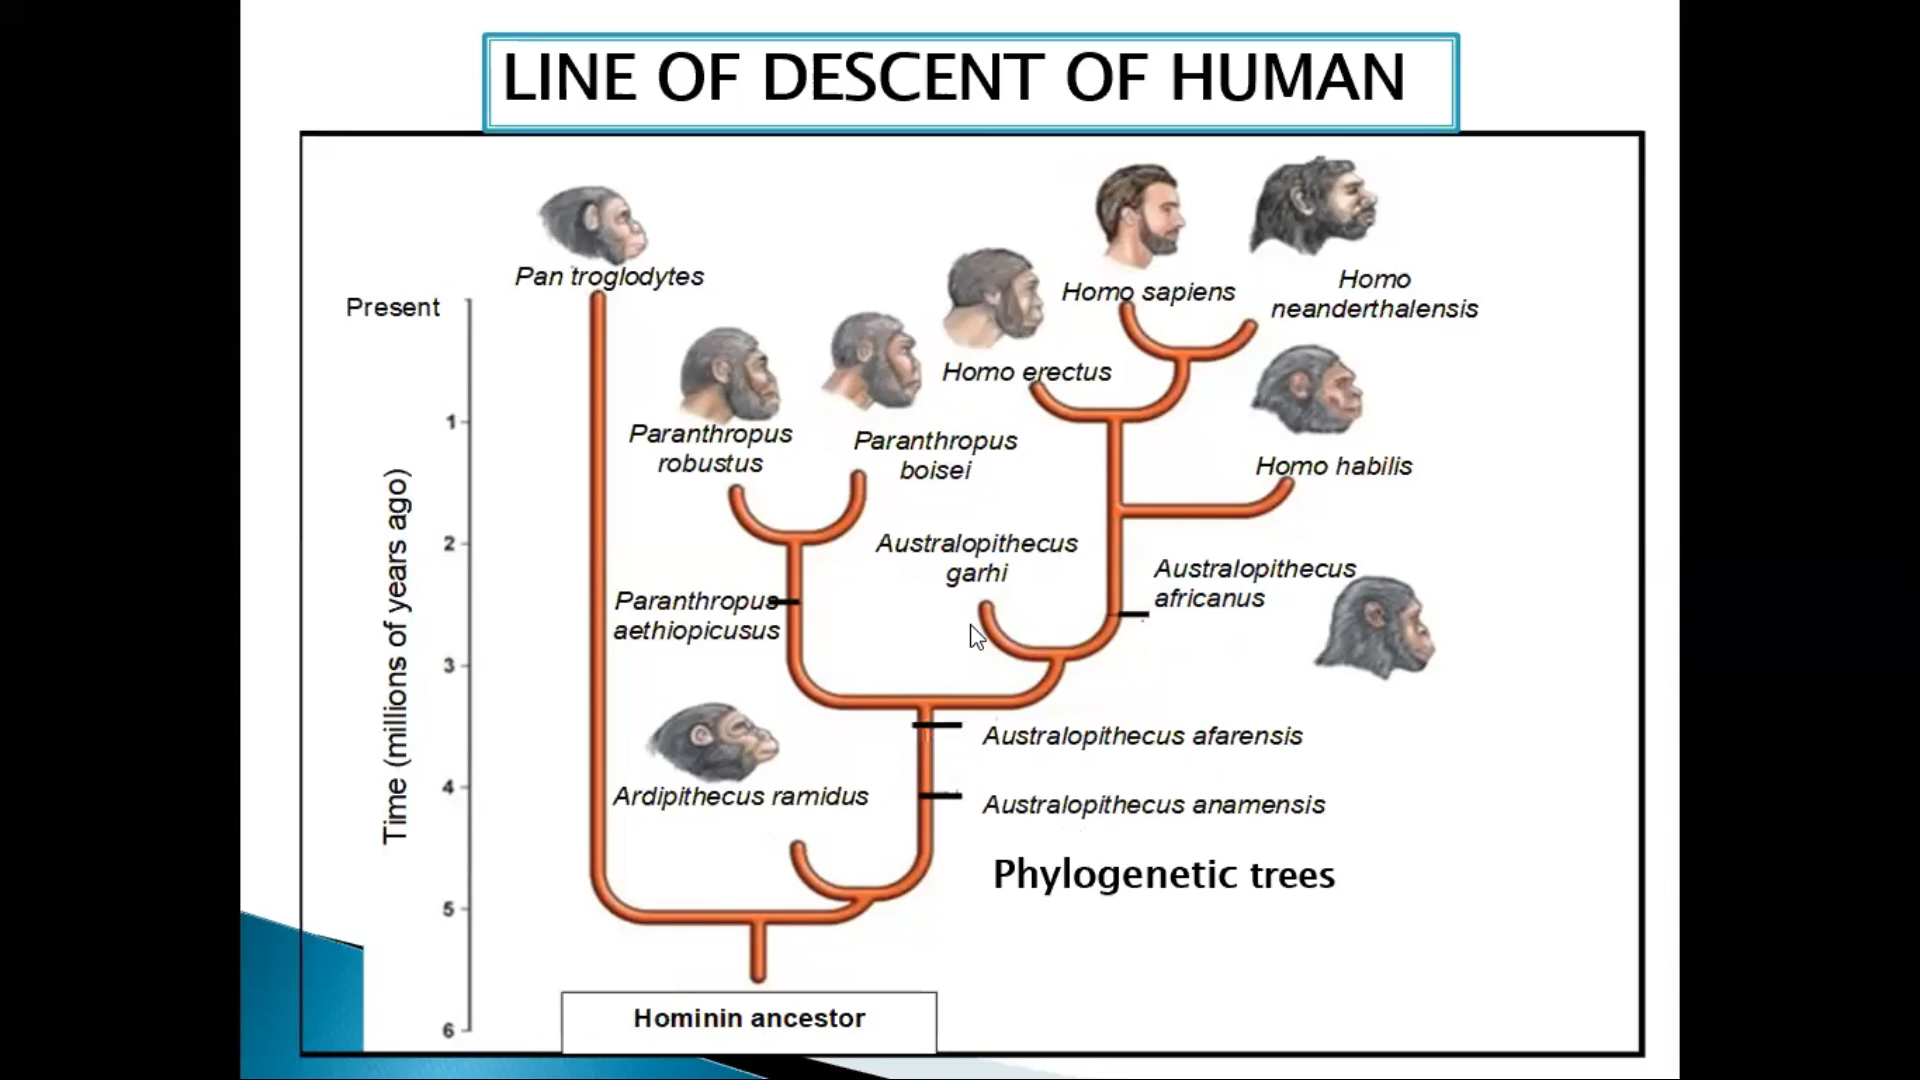 LINE OF DESCENT OF HUMAN
Pan troglodytes
Homo sapiens
Homo
neanderthalensis
Present
Homo erectus
1
Paranthropus
robustus
Paranthropus
boisei
Homo habilis
Time (millions of years ago)
2
Australopithecus
garhi
Australopithecus
africanus
Paranthropus
aethiopicusus
3
Australopithecus afarensis
4
Ardipithecus ramidus
Australopithecus anamensis
Phylogenetic trees
5
Hominin ancestor
6